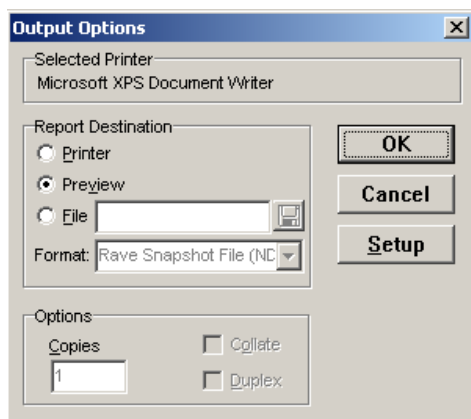 Output Options
Selected Printer
Microsoft XPS Document Writer
Report Destination
Printer
Preview
File
Format: Rave Snapshot File (ND
OK
Cancel
Setup
Options
Copies
1
Collate
Duplex